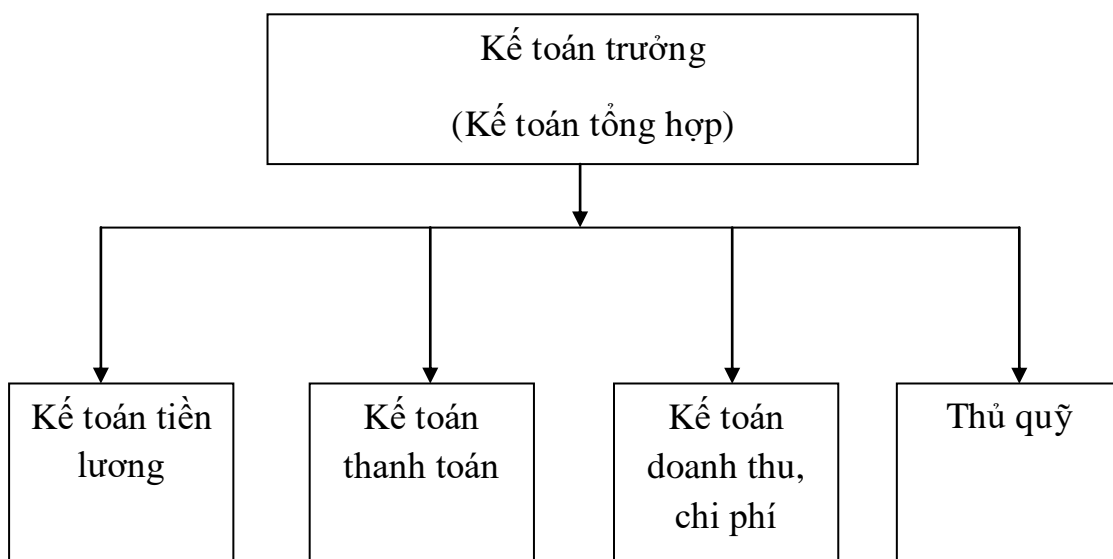 Kế toán trưởng
(Kế toán tổng hợp)
Kế toán tiền
lương
Kế toán
thanh toán
Kế toán
doanh thu,
chi phí
Thủ quỹ